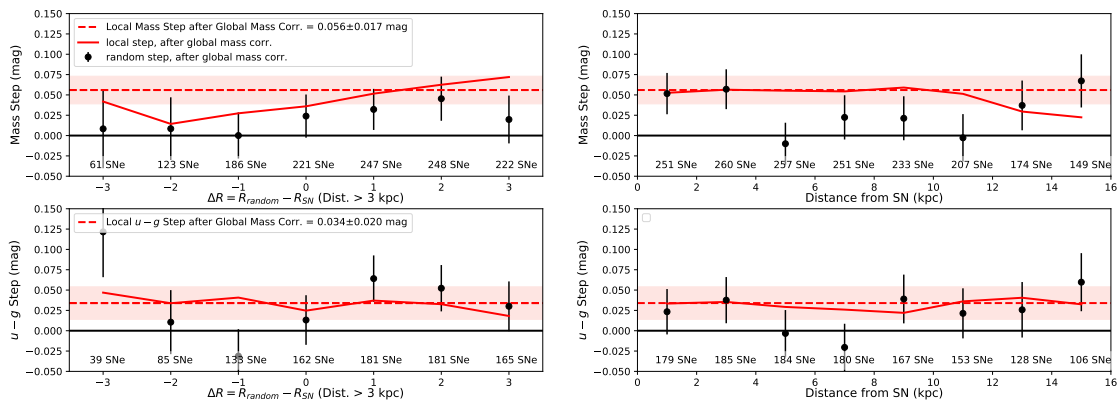 Local Mass Step after Global Mass Corr. = 0.056±0.017 mag
local step, after global mass corr.
random step, after global mass corr.
Mass Step (mag)
0.150
0.125
0.100
0.075
0.050
0.025
0.000
−0.025
−0.050
61 SNe 123 SNe 186 SNe 221 SNe 247 SNe 248 SNe 222 SNe
−3 −2 −1 0 1 2 3
ΔR = R_random − R_SN (Dist. > 3 kpc)
Mass Step (mag)
0.150
0.125
0.100
0.075
0.050
0.025
0.000
−0.025
−0.050
251 SNe 260 SNe 257 SNe 251 SNe 233 SNe 207 SNe 174 SNe 149 SNe
0 2 4 6 8 10 12 14 16
Distance from SN (kpc)
Local u − g Step after Global Mass Corr. = 0.034±0.020 mag
u − g Step (mag)
0.150
0.125
0.100
0.075
0.050
0.025
0.000
−0.025
−0.050
39 SNe 85 SNe SNe 162 SNe 181 SNe 181 SNe 165 SNe
−3 −2 −1 0 1 2 3
ΔR = R_random − R_SN (Dist. > 3 kpc)
u − g Step (mag)
0.150
0.125
0.100
0.075
0.050
0.025
0.000
−0.025
−0.050
179 SNe 185 SNe 184 SNe 180 SNe 167 SNe 153 SNe 128 SNe 106 SNe
0 2 4 6 8 10 12 14 16
Distance from SN (kpc)